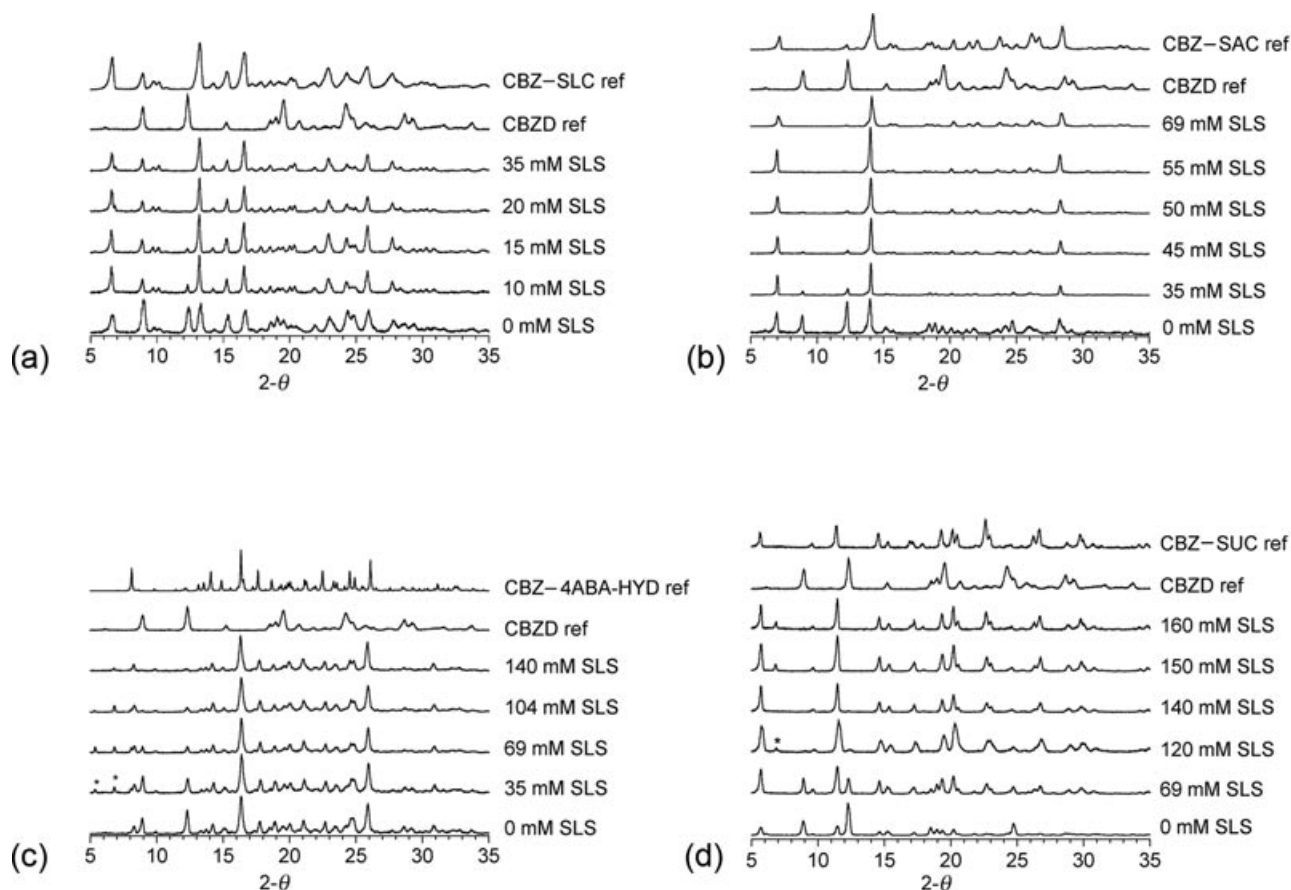 CBZ–SLC ref
CBZD ref
35 mM SLS
20 mM SLS
15 mM SLS
10 mM SLS
0 mM SLS
5 10 15 20 25 30 35
(a)
2-θ
CBZ–SAC ref
CBZD ref
69 mM SLS
55 mM SLS
50 mM SLS
45 mM SLS
35 mM SLS
0 mM SLS
5 10 15 20 25 30 35
(b)
2-θ
CBZ–4ABA-HYD ref
CBZD ref
140 mM SLS
104 mM SLS
69 mM SLS
* *
35 mM SLS
0 mM SLS
(c)
5 10 15 20 25 30 35
2-θ
CBZ–SUC ref
CBZD ref
160 mM SLS
150 mM SLS
140 mM SLS
*
120 mM SLS
69 mM SLS
0 mM SLS
(d)
5 10 15 20 25 30 35
2-θ